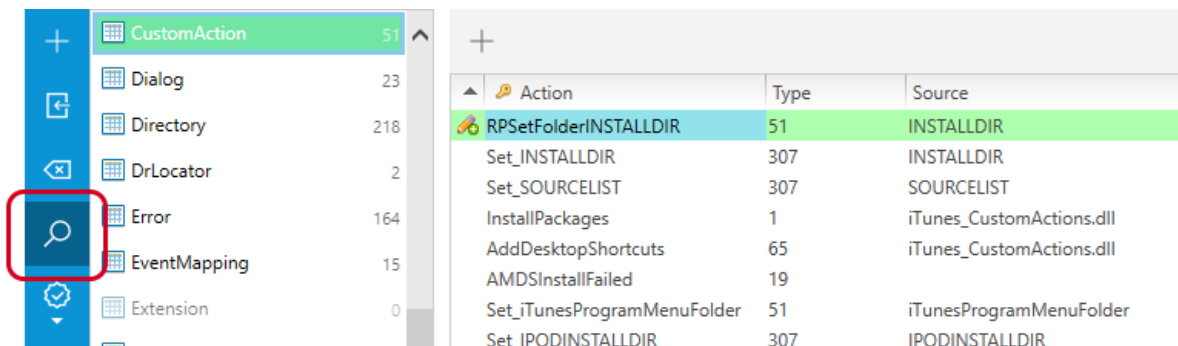 CustomAction 51
Dialog 23
Directory 218
DrLocator 2
Error 164
EventMapping 15
Extension 0
Action Type Source
RPSetFolderINSTALLDIR 51 INSTALLDIR
Set_INSTALLDIR 307 INSTALLDIR
Set_SOURCELIST 307 SOURCELIST
InstallPackages 1 iTunes_CustomActions.dll
AddDesktopShortcuts 65 iTunes_CustomActions.dll
AMDSInstallFailed 19
Set_iTunesProgramMenuFolder 51 iTunesProgramMenuFolder
Set_IPODINSTALLDIR 307 IPODINSTALLDIR